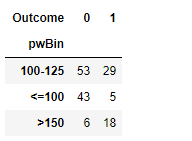 Outcome 0 1
pwBin
100-125 53 29
<=100 43 5
>150 6 18